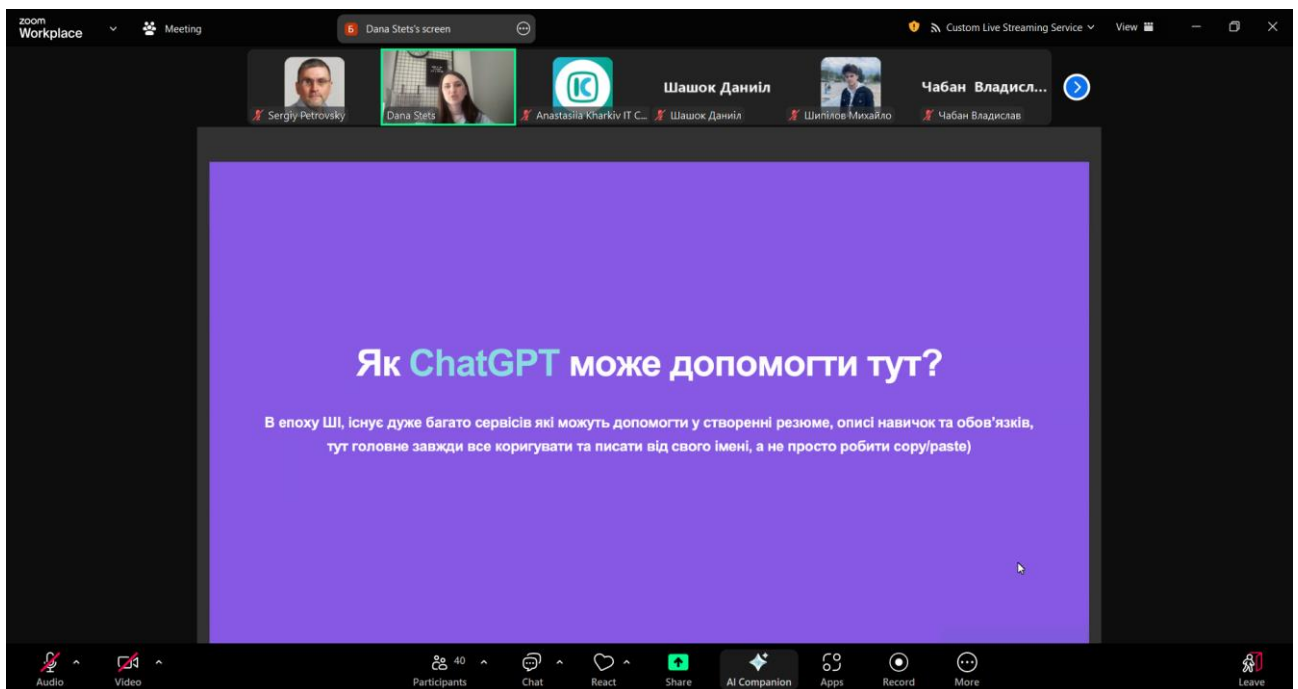 zoom
Workplace
Meeting
Б Dana Stets's screen
Custom Live Streaming Service
View
Шашок Даниіл
Чабан Владисл...
Sergiy Petrovsky
Dana Stets
Anastasiia Kharkiv IT C...
Шашок Даниіл
Шипілов Михайло
Чабан Владислав
Як ChatGPT може допомогти тут?
В епоху ШІ, існує дуже багато сервісів які можуть допомогти у створенні резюме, описі навичок та обов'язків,
тут головне завжди все коригувати та писати від свого імені, а не просто робити copy/paste)
Audio
Video
40
Participants
Chat
React
Share
AI Companion
Apps
Record
More
Leave